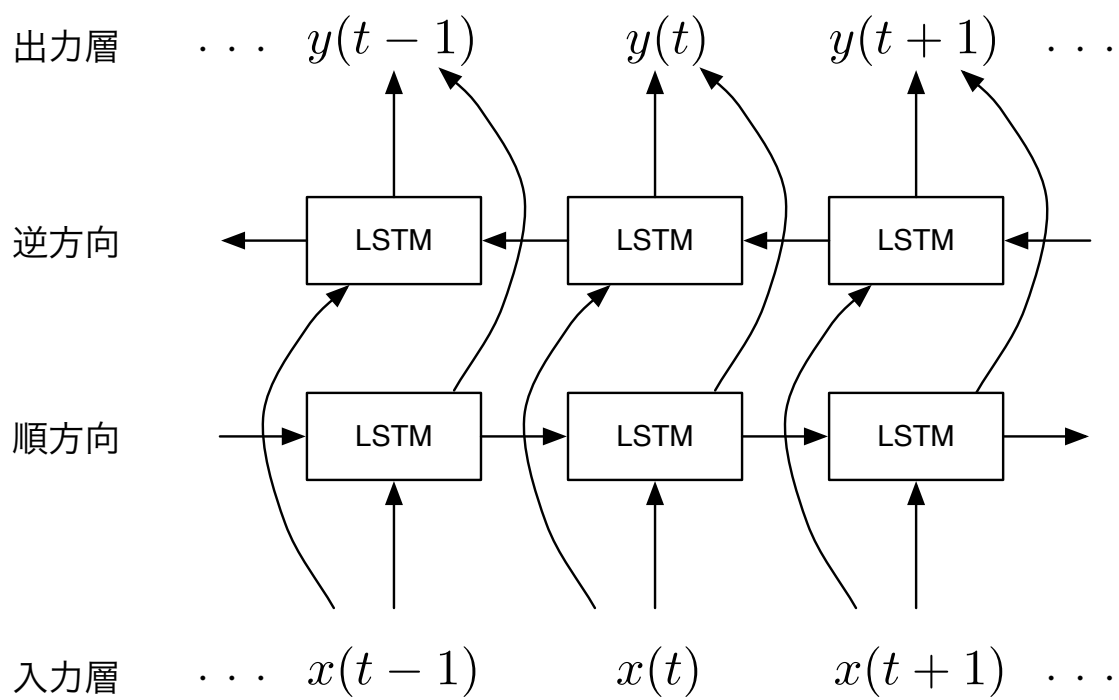 出力層 · · · y(t − 1) y(t) y(t + 1) · · ·
逆方向 LSTM LSTM LSTM
順方向 LSTM LSTM LSTM
入力層 · · · x(t − 1) x(t) x(t + 1) · · ·